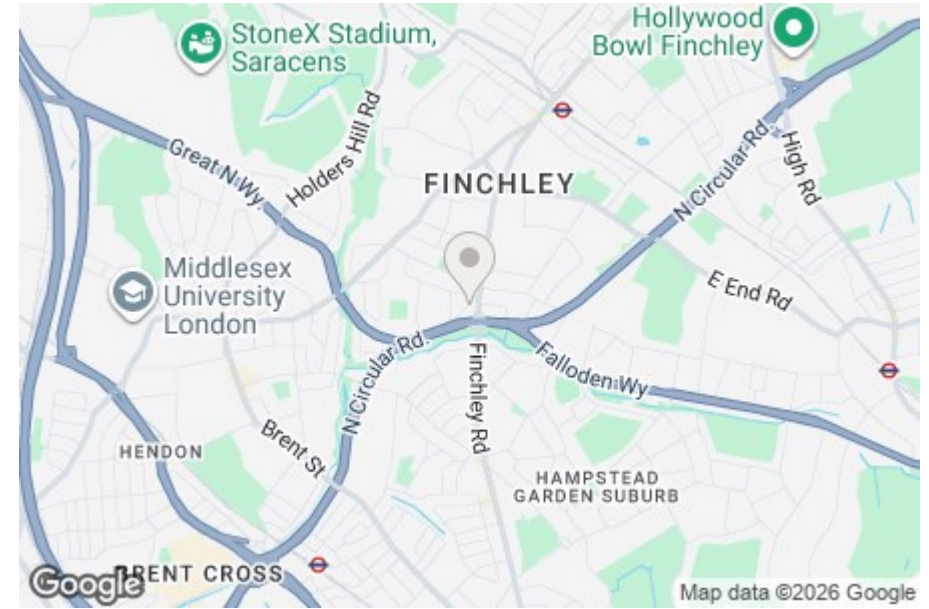 StoneX Stadium,
Saracens
Hollywood
Bowl Finchley
Great N Wy.
Holders Hill Rd
FINCHLEY
N Circular Rd.
High Rd
Middlesex
University
London
E End Rd
N Circular Rd.
Finchley Rd
Falloden Wy
Brent St
HENDON
HAMPSTEAD
GARDEN SUBURB
BRENT CROSS
Google
Map data ©2026 Google